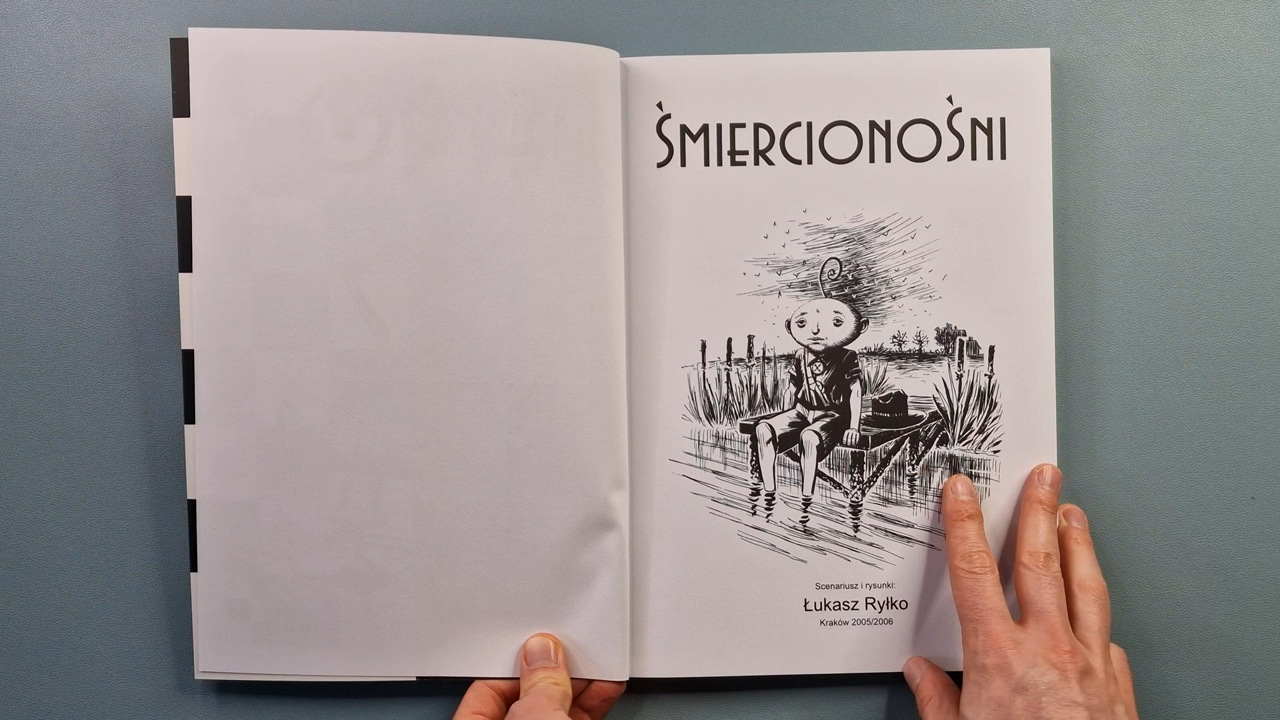 ŚMIERCIONOŚNI
Scenariusz i rysunki:
Łukasz Ryłko
Kraków 2005/2006